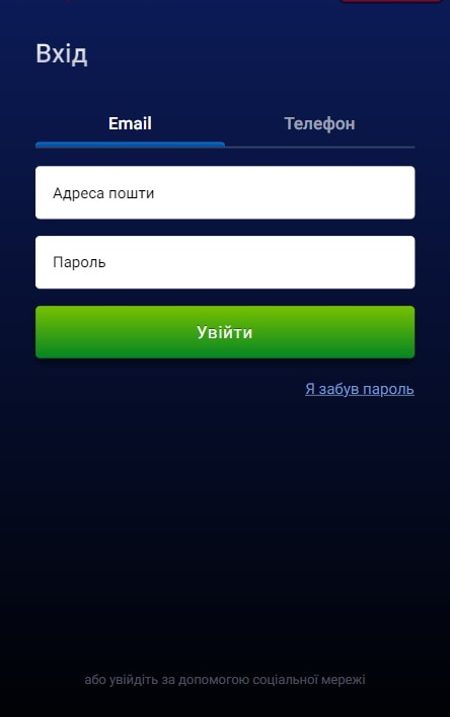 Вхід
Email
Телефон
Адреса пошти
Пароль
Увійти
Я забув пароль
або увійдіть за допомогою соціальної мережі